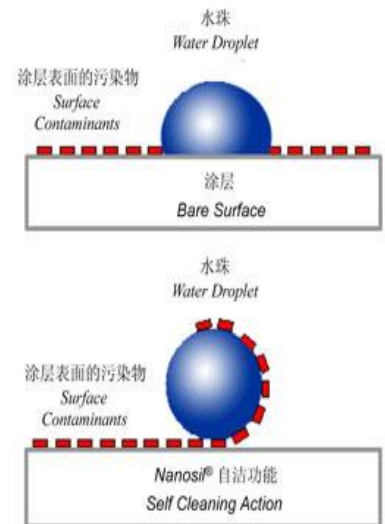 水珠
Water Droplet
涂层表面的污染物
Surface
Contaminants
涂层
Bare Surface
水珠
Water Droplet
涂层表面的污染物
Surface
Contaminants
Nanosil® 自洁功能
Self Cleaning Action